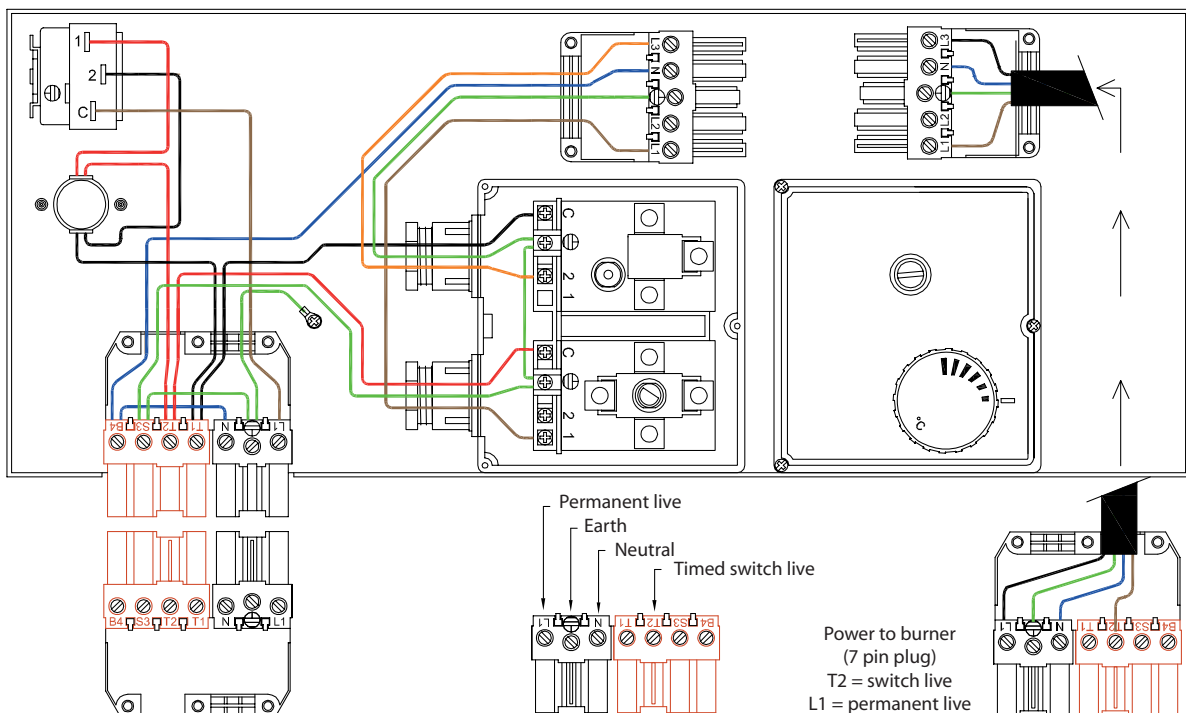 1
2
C
L3
N
L2
L1
L3
N
L2
L1
C
2
1
C
2
1
°C
B4 S3 T2 T1 N L1
B4 S3 T2 T1 N L1
Permanent live
Earth
Neutral
Timed switch live
L1 N T1 T2 S3 B4
Power to burner
(7 pin plug)
T2 = switch live
L1 = permanent live
L1 N T1 T2 S3 B4